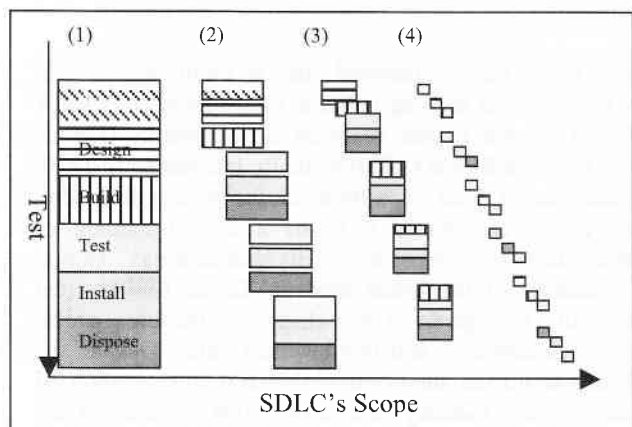 (1) (2) (3) (4)
Design
Build
Test
Test
Install
Dispose
SDLC's Scope